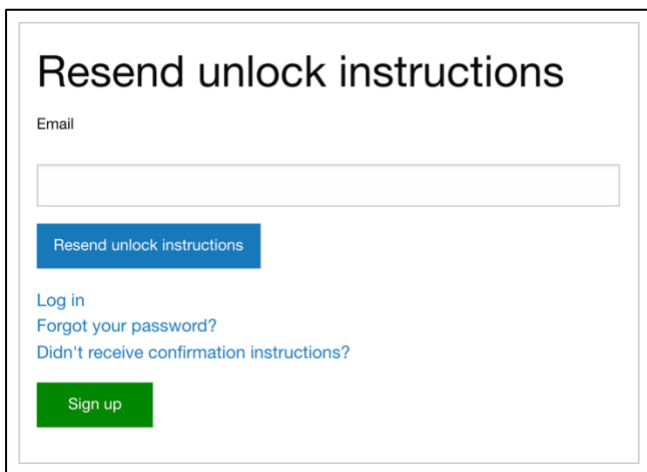 Resend unlock instructions
Email
Resend unlock instructions
Log in
Forgot your password?
Didn't receive confirmation instructions?
Sign up